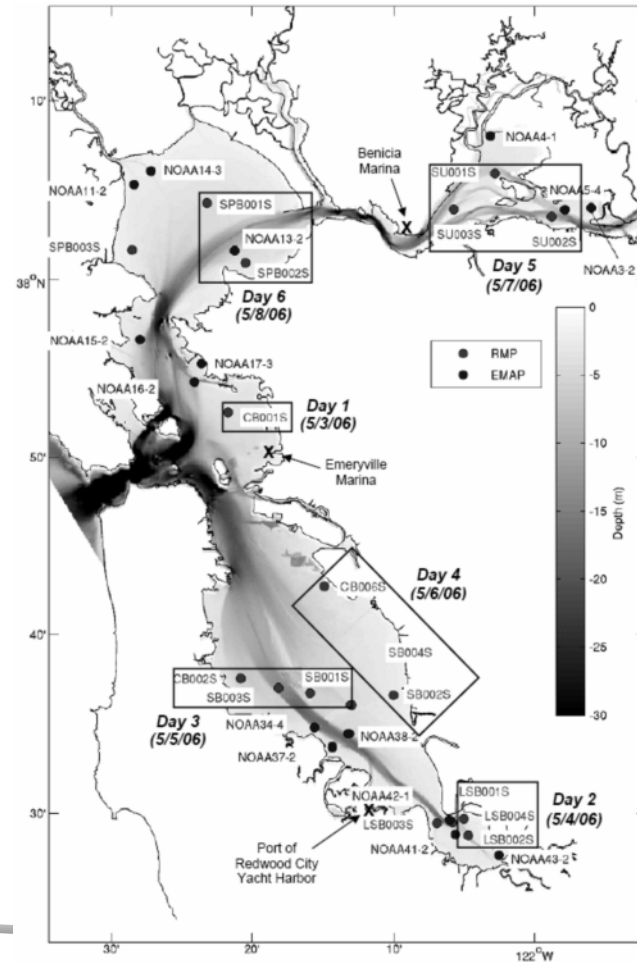 10'
NOAA4-1
Benicia
Marina
NOAA14-3
NOAA11-2
SU001S
NOAA5-4
SPB001S
SU003S
SU002S
NOAA13-2
SPB003S
SPB002S
NOAA3-2
38°N
Day 6
(5/8/06)
Day 5
(5/7/06)
0
NOAA15-2
RMP
EMAP
NOAA17-3
-5
NOAA16-2
Day 1
(5/3/06)
CB001S
-10
50'
Emeryville
Marina
-15
Depth (m)
Day 4
(5/6/06)
CB006S
-20
40'
SB004S
-25
CB002S
SB001S
SB003S
SB002S
-30
Day 3
(5/5/06)
NOAA34-4
NOAA38-2
NOAA37-2
LSB001S
NOAA42-1
Day 2
(5/4/06)
30'
LSB004S
LSB003S
LSB002S
Port of
Redwood City
Yacht Harbor
NOAA41-2
NOAA43-2
30'
20'
10'
122°W